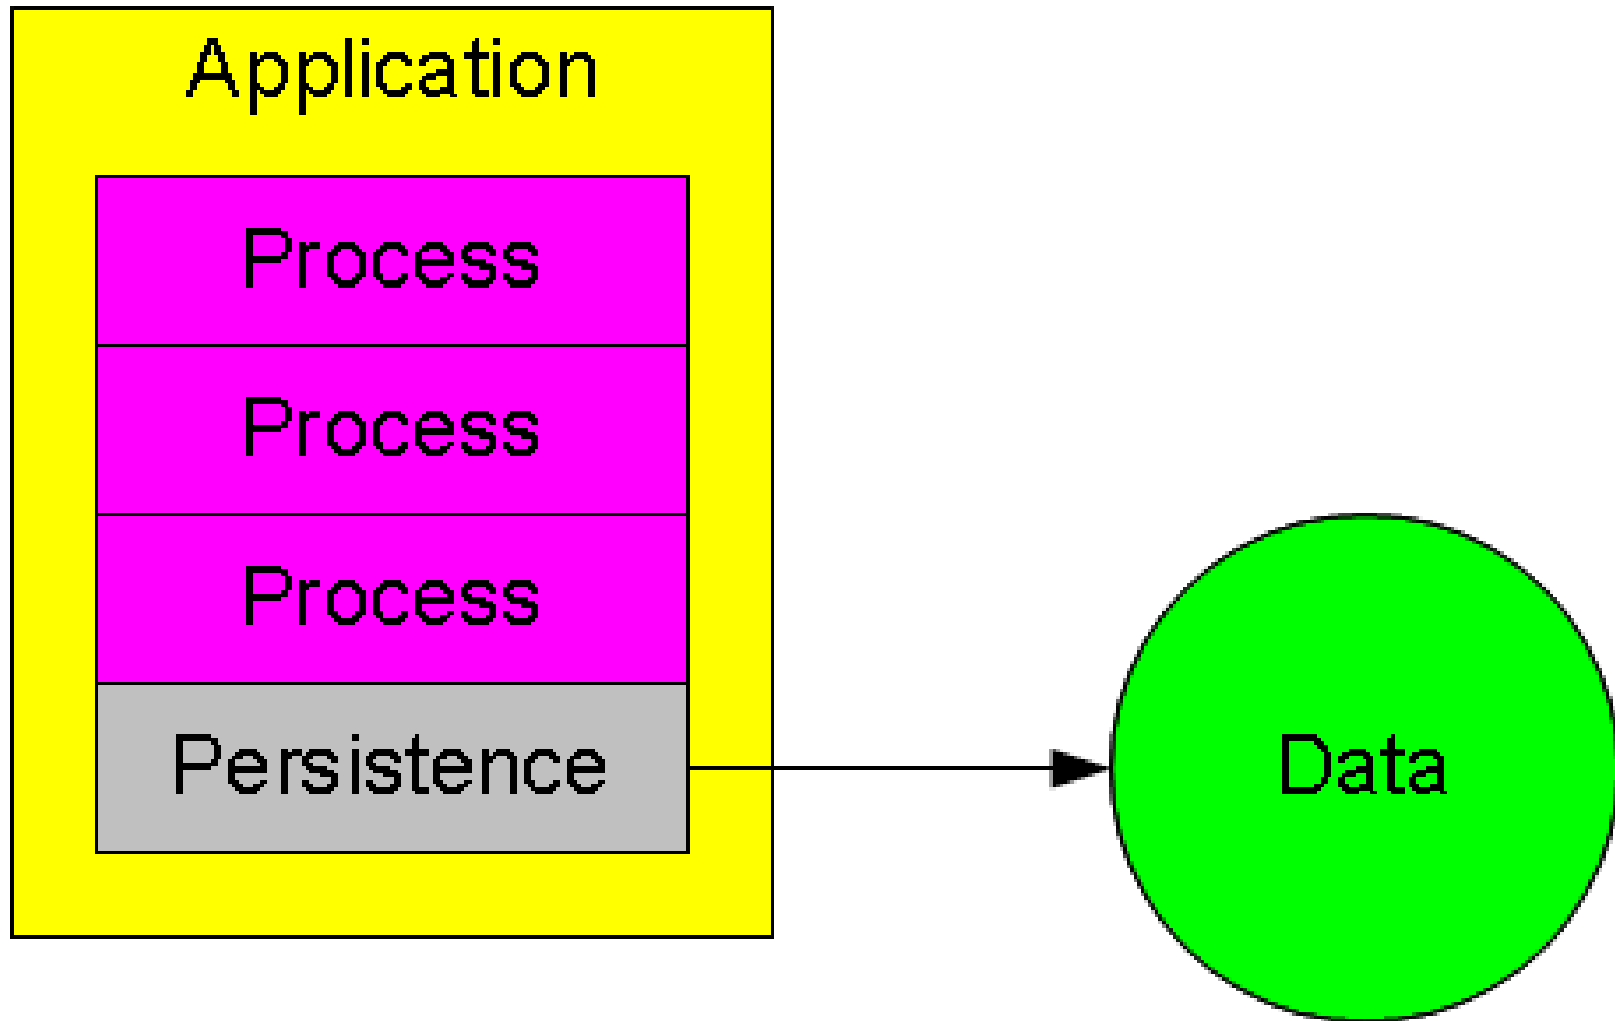 Application
Process
Process
Process
Persistence
Data